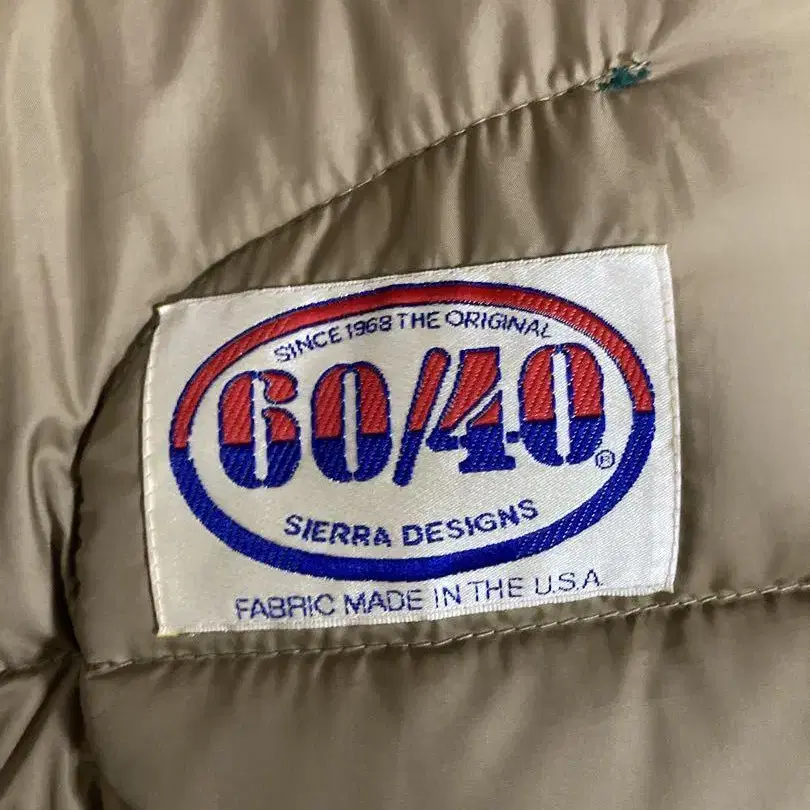 SINCE 1968 THE ORIGINAL
60/40®
SIERRA DESIGNS
FABRIC MADE IN THE U.S.A